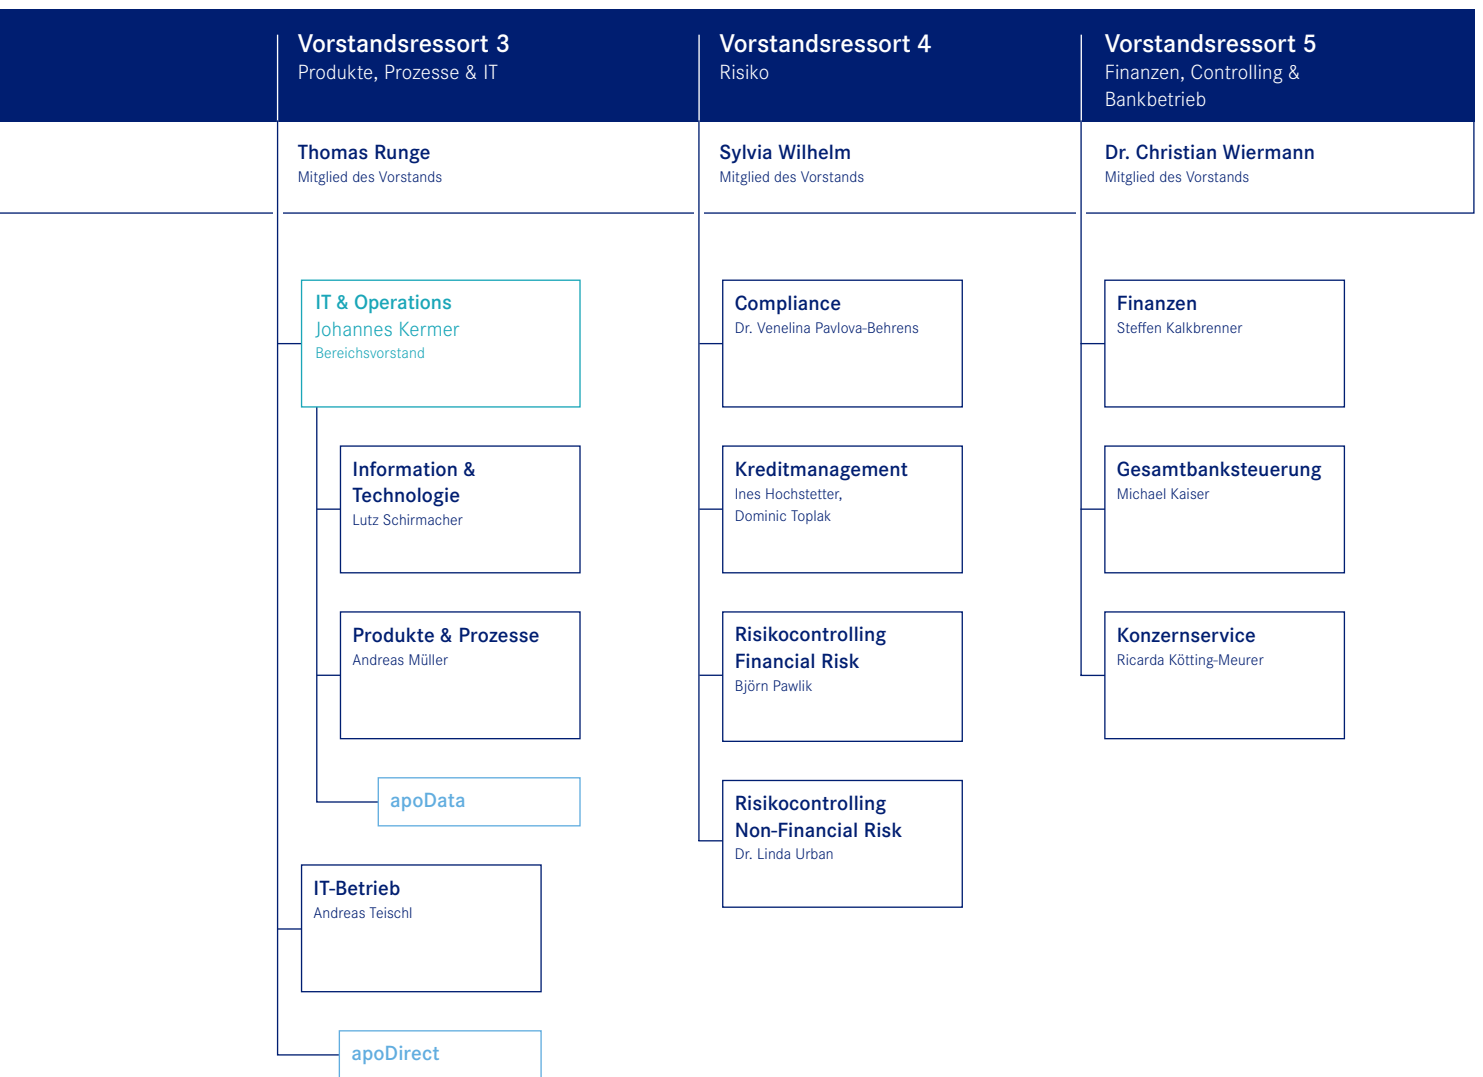 Vorstandsressort 3
Produkte, Prozesse & IT
Thomas Runge
Mitglied des Vorstands
IT & Operations
Johannes Kermer
Bereichsvorstand
Information &
Technologie
Lutz Schirmacher
Produkte & Prozesse
Andreas Müller
apoData
IT-Betrieb
Andreas Teischl
apoDirect
Vorstandsressort 4
Risiko
Sylvia Wilhelm
Mitglied des Vorstands
Compliance
Dr. Venelina Pavlova-Behrens
Kreditmanagement
Ines Hochstetter,
Dominic Toplak
Risikocontrolling
Financial Risk
Björn Pawlik
Risikocontrolling
Non-Financial Risk
Dr. Linda Urban
Vorstandsressort 5
Finanzen, Controlling &
Bankbetrieb
Dr. Christian Wiermann
Mitglied des Vorstands
Finanzen
Steffen Kalkbrenner
Gesamtbanksteuerung
Michael Kaiser
Konzernservice
Ricarda Kötting-Meurer